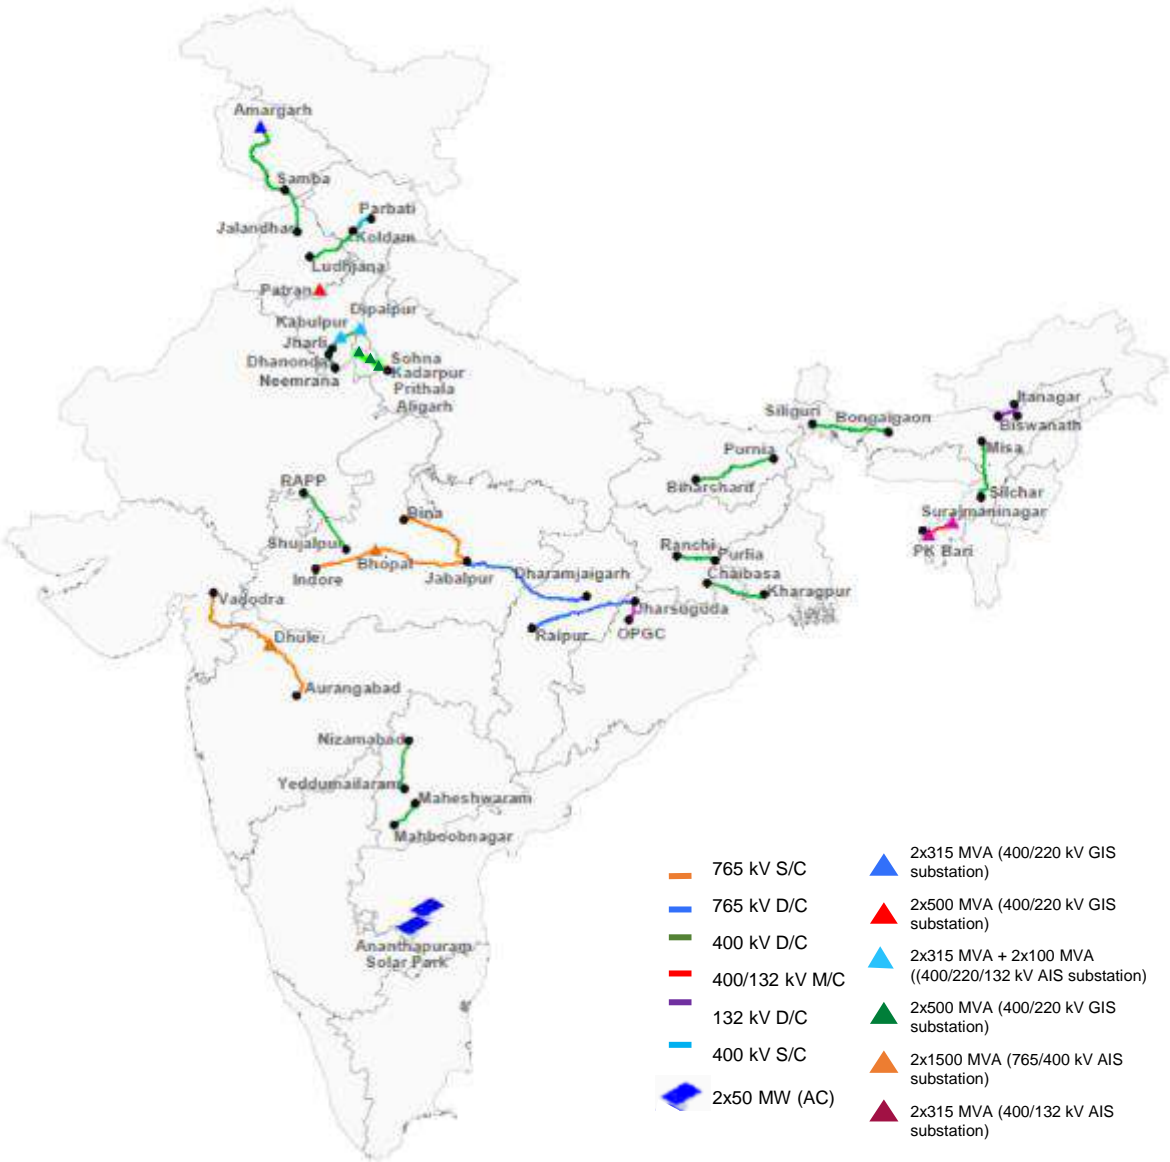 Amargarh
Samba
Jalandhar
Parbati
Koldam
Ludhiana
Patran
Dipalpur
Kabulpur
Jharli
Dhanonda
Neemrana
Sohna
Kadarpur
Prithala
Aligarh
Siliguri
Bongaigaon
Itanagar
Biswanath
Misa
Silchar
Surajmaninagar
PK Bari
Purnia
Biharsharif
RAPP
Shujalpur
Bina
Indore
Bhopal
Jabalpur
Dharamjaigarh
Ranchi
Purlia
Chaibasa
Kharagpur
Jharsuguda
OPGC
Raipur
Vadodra
Dhule
Aurangabad
Nizamabad
Yeddumailaram
Maheshwaram
Mahboobnagar
Ananthapuram
Solar Park
765 kV S/C
765 kV D/C
400 kV D/C
400/132 kV M/C
132 kV D/C
400 kV S/C
2x50 MW (AC)
2x315 MVA (400/220 kV GIS
substation)
2x500 MVA (400/220 kV GIS
substation)
2x315 MVA + 2x100 MVA
((400/220/132 kV AIS substation)
2x500 MVA (400/220 kV GIS
substation)
2x1500 MVA (765/400 kV AIS
substation)
2x315 MVA (400/132 kV AIS
substation)